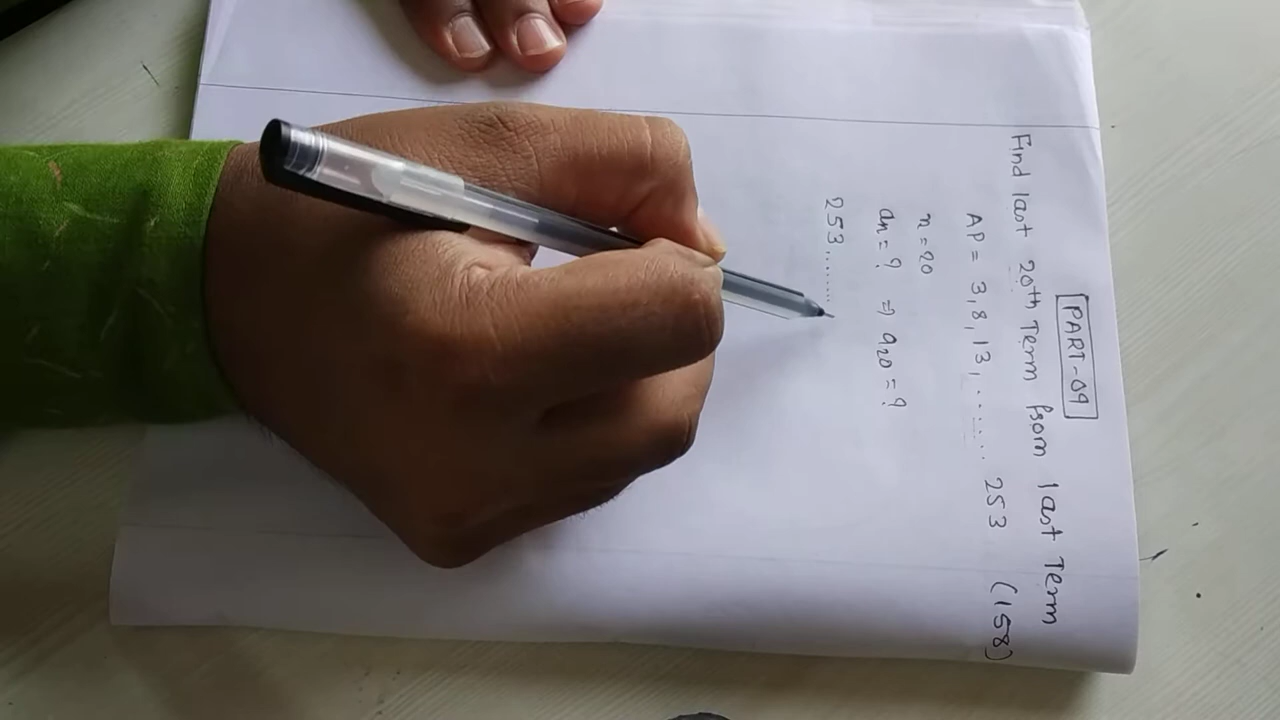 PART-09
Find last 20th Term from last Term
AP = 3, 8, 13, ....... 253 (158)
n = 20
an = ? ⇒ a20 = ?
253.......